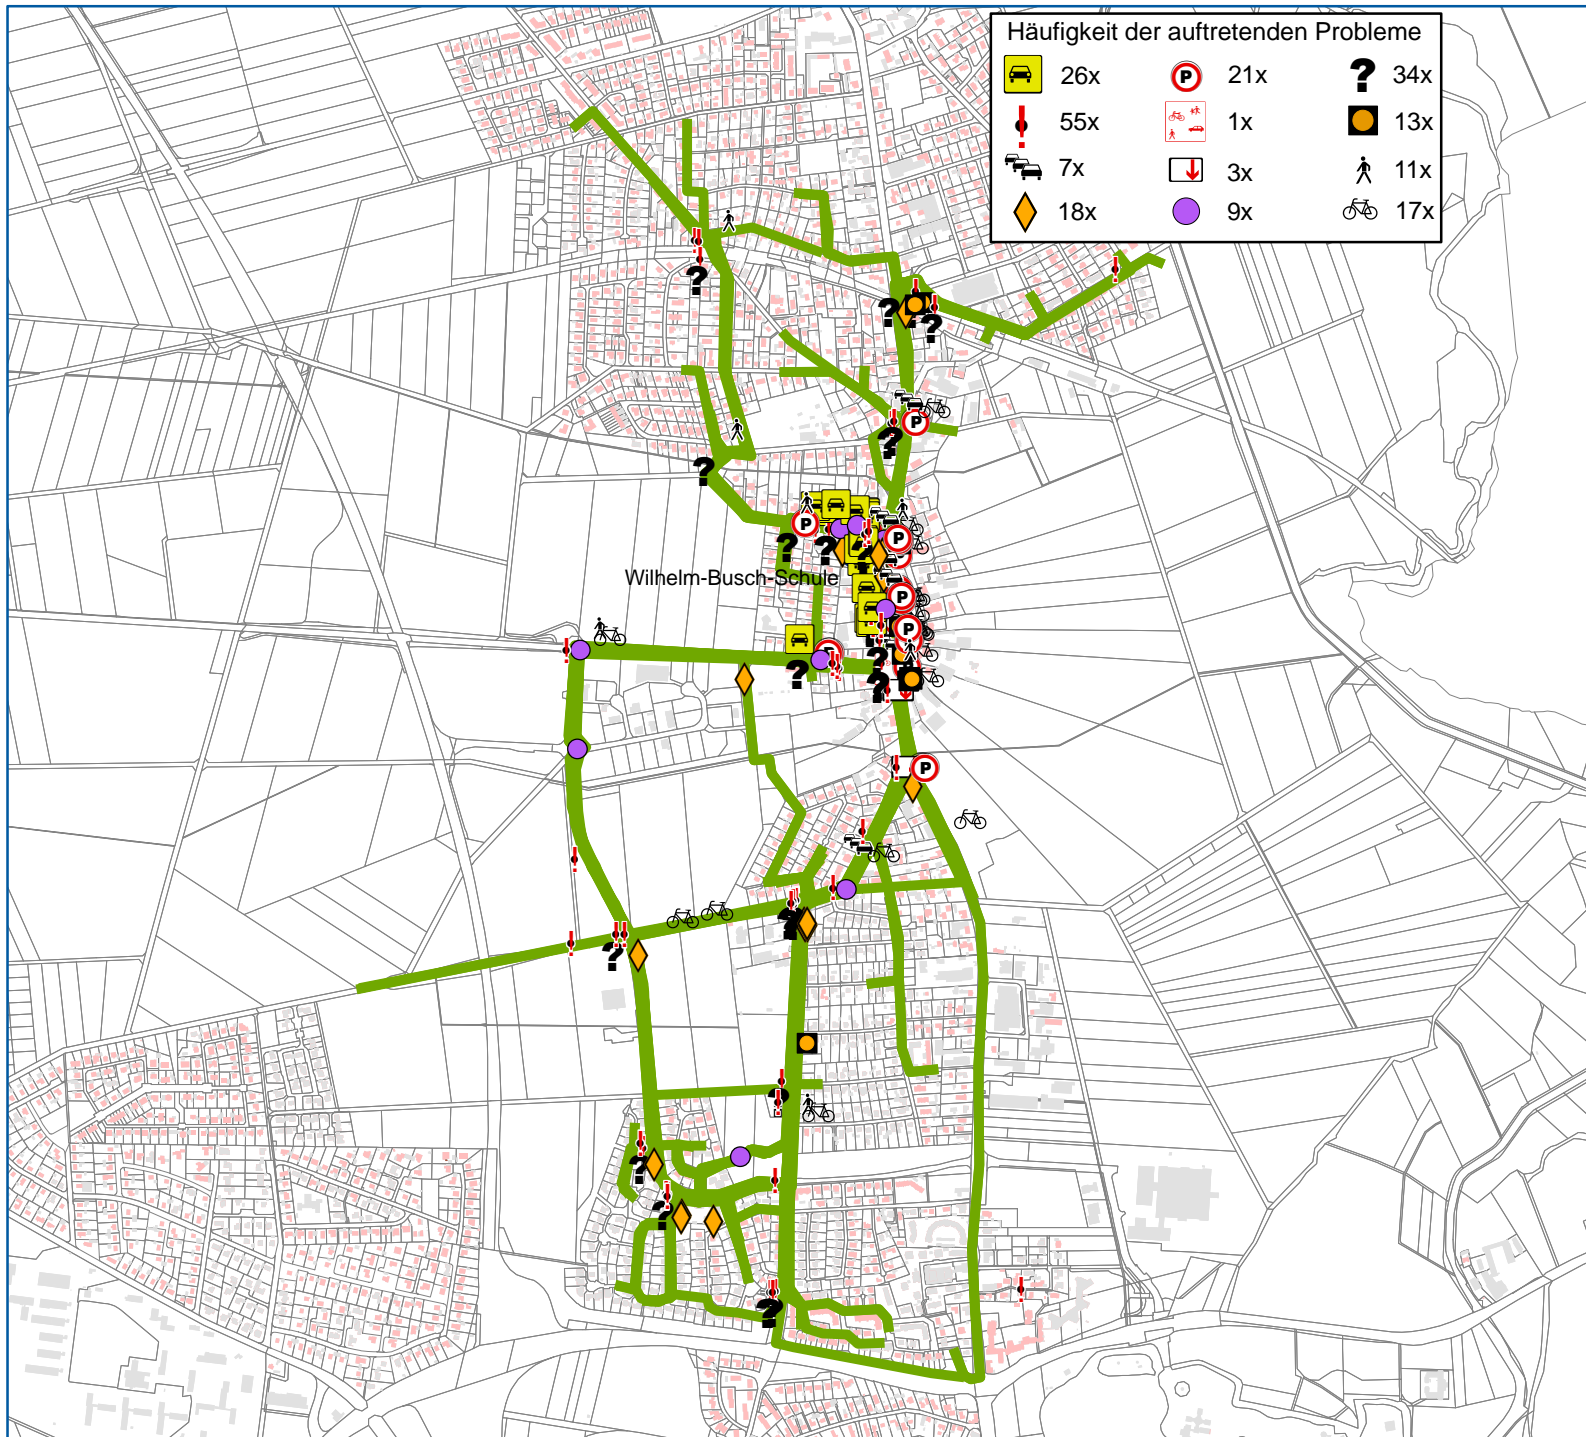 Häufigkeit der auftretenden Probleme
26x P 21x ? 34x
55x 1x 13x
7x 3x 11x
18x 9x 17x
Wilhelm-Busch-Schule